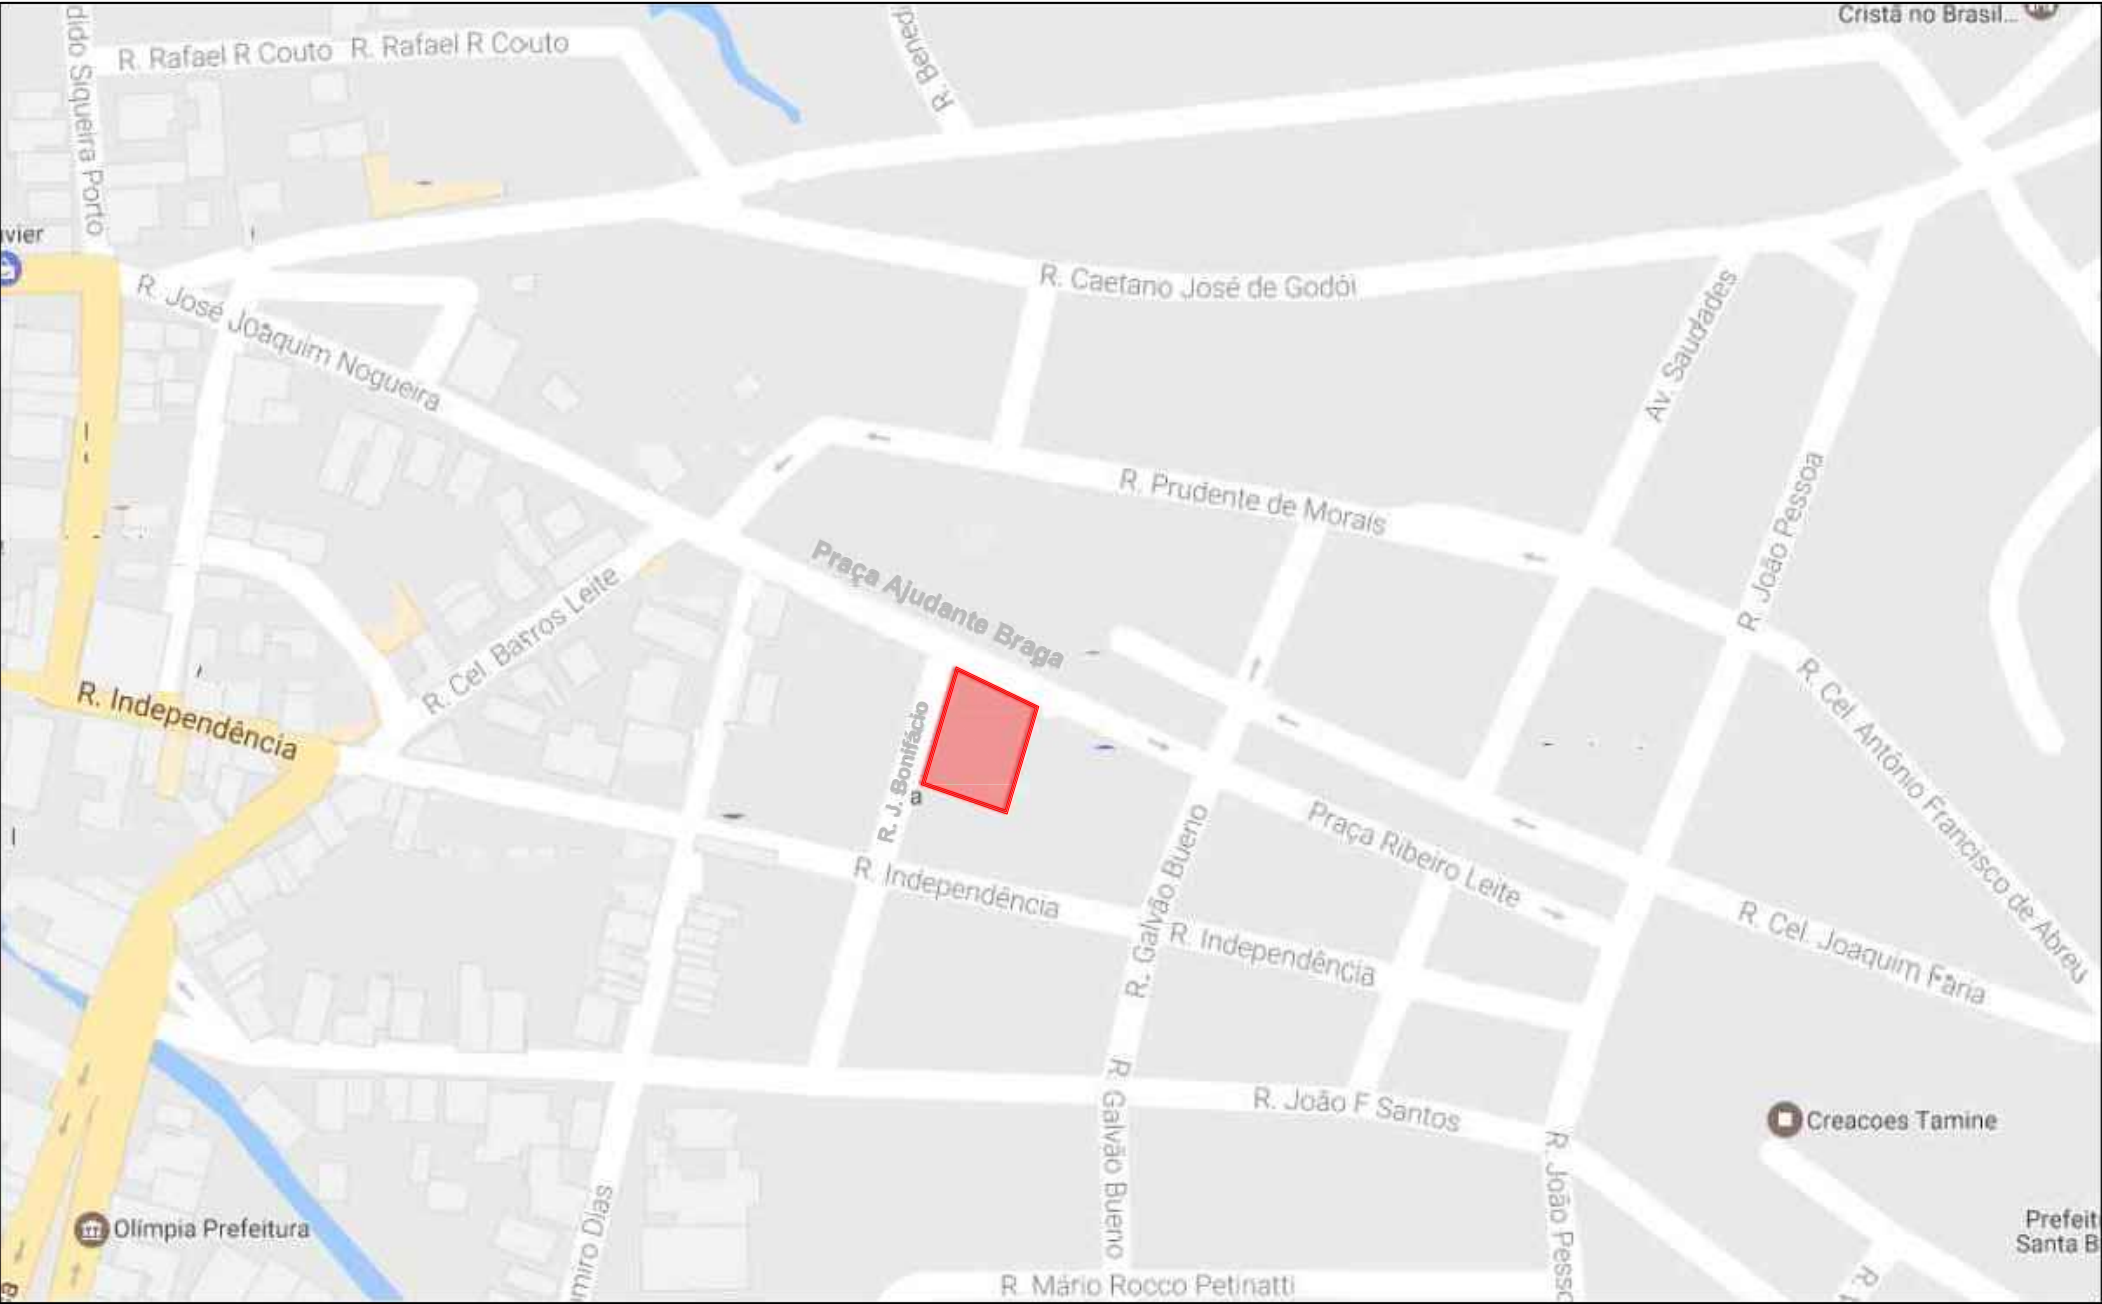 Cristã no Brasil...
dido Siqueira Porto
R. Rafael R Couto
R. Rafael R Couto
R. Bened
vier
R. José Joaquim Nogueira
R. Caetano José de Godói
Av. Saudades
R. Prudente de Morais
R. João Pessoa
Praça Ajudante Braga
R. Cel. Barros Leite
R. Independência
R. J. Bonifácio
a
R. Cel. Antônio Francisco de Abreu
Praça Ribeiro Leite
R. Galvão Bueno
R. Independência
R. Independência
R. Cel. Joaquim Faria
R. João F Santos
R. Galvão Bueno
R. João Pesso
Creacoes Tamine
Olímpia Prefeitura
miro Dias
Prefeit
Santa B
R. Mário Rocco Petinatti